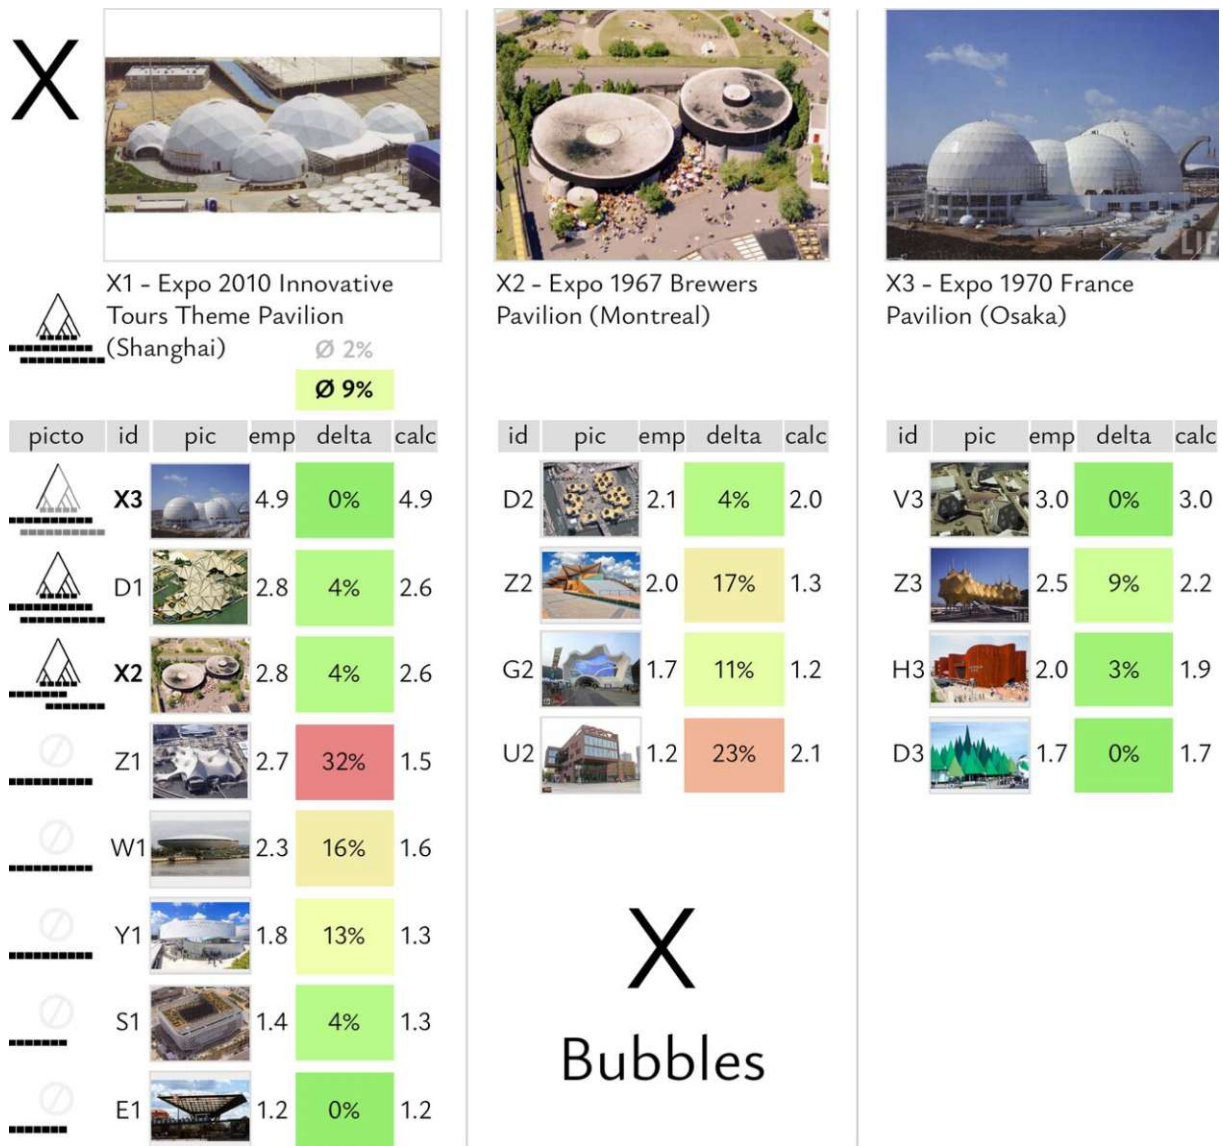 X
X1 - Expo 2010 Innovative
Tours Theme Pavilion
(Shanghai)
Ø 2%
Ø 9%
X2 - Expo 1967 Brewers
Pavilion (Montreal)
LIF
X3 - Expo 1970 France
Pavilion (Osaka)
picto id pic emp delta calc
X3 4.9 0% 4.9
D1 2.8 4% 2.6
X2 2.8 4% 2.6
Z1 2.7 32% 1.5
W1 2.3 16% 1.6
Y1 1.8 13% 1.3
S1 1.4 4% 1.3
E1 1.2 0% 1.2
id pic emp delta calc
D2 2.1 4% 2.0
Z2 2.0 17% 1.3
G2 1.7 11% 1.2
U2 1.2 23% 2.1
X
Bubbles
id pic emp delta calc
V3 3.0 0% 3.0
Z3 2.5 9% 2.2
H3 2.0 3% 1.9
D3 1.7 0% 1.7